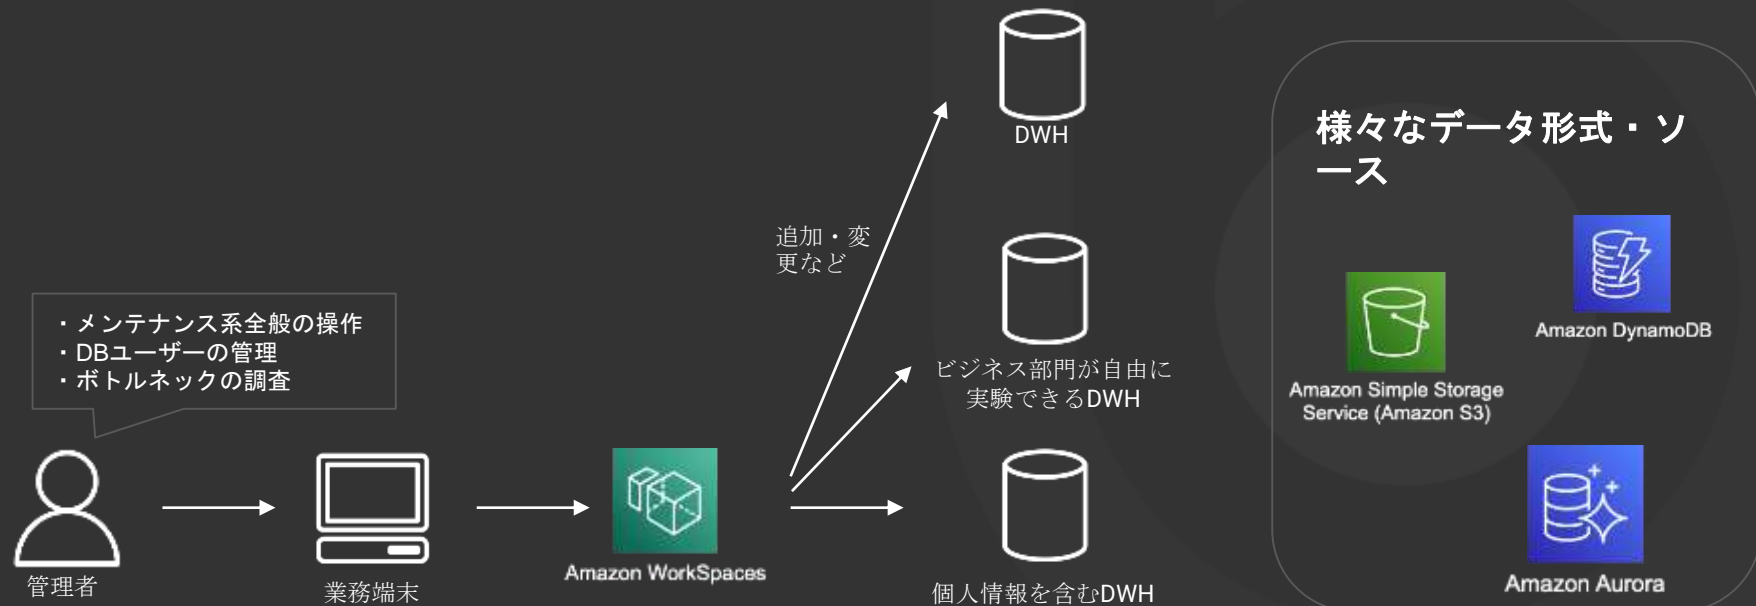 DWH
様々なデータ形式・ソ
ース
追加・変
更など
・メンテナンス系全般の操作
・DBユーザーの管理
・ボトルネックの調査
ビジネス部門が自由に
実験できるDWH
Amazon DynamoDB
Amazon Simple Storage
Service (Amazon S3)
管理者
業務端末
Amazon WorkSpaces
個人情報を含むDWH
Amazon Aurora